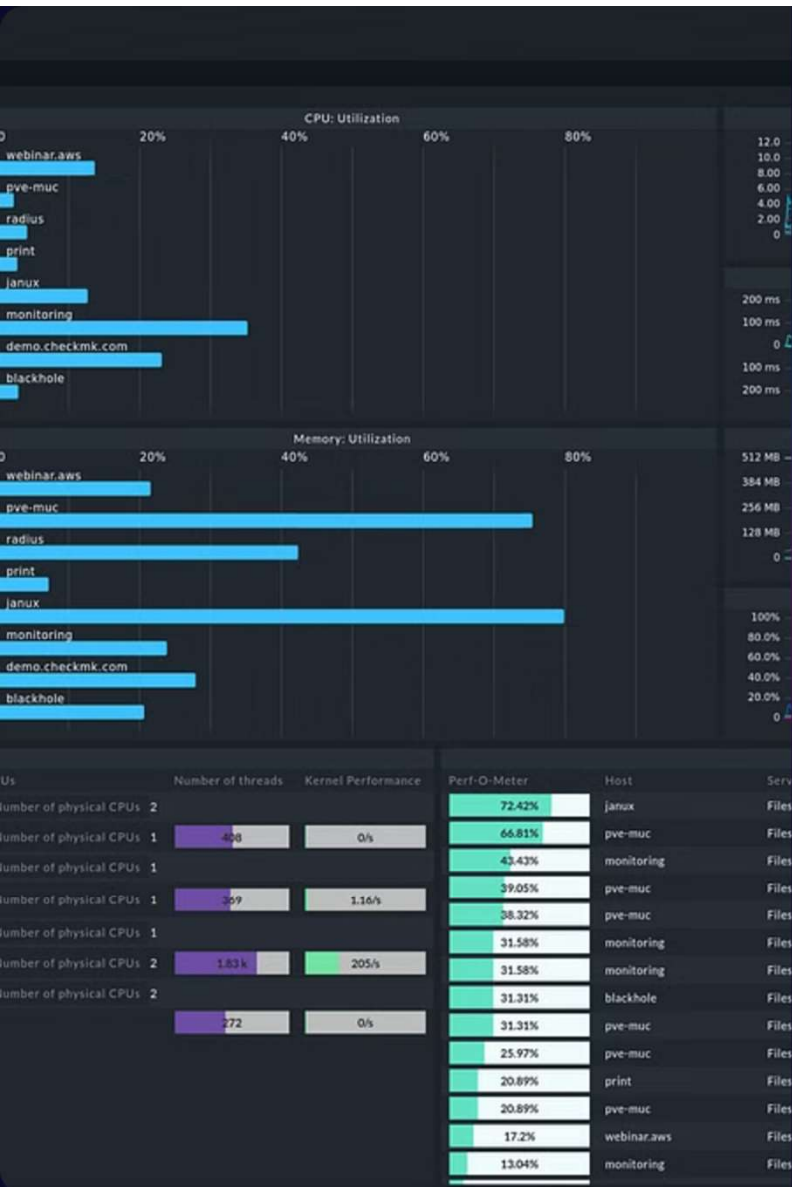 CPU: Utilization
0 20% 40% 60% 80%
webinar.aws
pve-muc
radius
print
janux
monitoring
demo.checkmk.com
blackhole
12.0
10.0
8.00
6.00
4.00
2.00
0
200 ms
100 ms
0
100 ms
200 ms
Memory: Utilization
0 20% 40% 60% 80%
webinar.aws
pve-muc
radius
print
janux
monitoring
demo.checkmk.com
blackhole
512 MB
384 MB
256 MB
128 MB
0
100%
80.0%
60.0%
40.0%
20.0%
0
Us Number of threads Kernel Performance
Number of physical CPUs 2
Number of physical CPUs 1 408 0/s
Number of physical CPUs 1
Number of physical CPUs 1 369 1.16/s
Number of physical CPUs 1
Number of physical CPUs 2 1.83 k 205/s
Number of physical CPUs 2
272 0/s
Perf-O-Meter Host Serv
72.42% janux Files
66.81% pve-muc Files
43.43% monitoring Files
39.05% pve-muc Files
38.32% pve-muc Files
31.58% monitoring Files
31.58% monitoring Files
31.31% blackhole Files
31.31% pve-muc Files
25.97% pve-muc Files
20.89% print Files
20.89% pve-muc Files
17.2% webinar.aws Files
13.04% monitoring Files